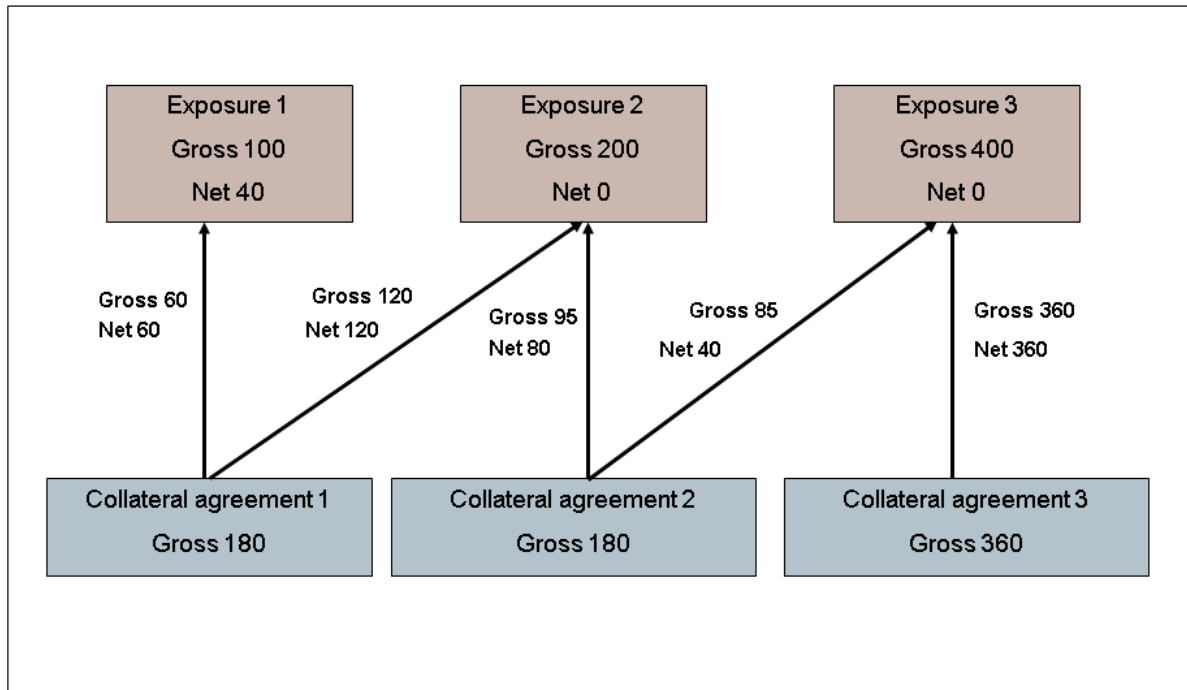 Exposure 1
Gross 100
Net 40
Exposure 2
Gross 200
Net 0
Exposure 3
Gross 400
Net 0
Gross 60
Net 60
Gross 120
Net 120
Gross 95
Net 80
Gross 85
Net 40
Gross 360
Net 360
Collateral agreement 1
Gross 180
Collateral agreement 2
Gross 180
Collateral agreement 3
Gross 360